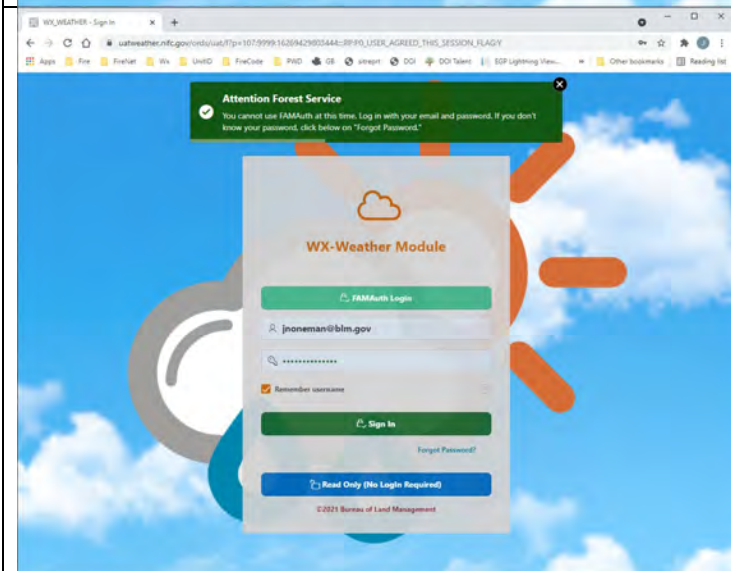 WX_WEATHER - Sign In
uatweather.nifc.gov/ords/uat/f?p=107:9999:16269429003444:::RP:P0_USER_AGREED_THIS_SESSION_FLAG:Y
Apps Fire FireNet Wx UnitID FireCode PWD GB sitreprt DOI DOI Talent EGP Lightning View... Other bookmarks Reading list
Attention Forest Service
You cannot use FAMAuth at this time. Log in with your email and password. If you don't
know your password, click below on "Forgot Password."
WX-Weather Module
FAMAuth Login
jnoneman@blm.gov
Remember username
Sign In
Forgot Password?
Read Only (No Login Required)
©2021 Bureau of Land Management